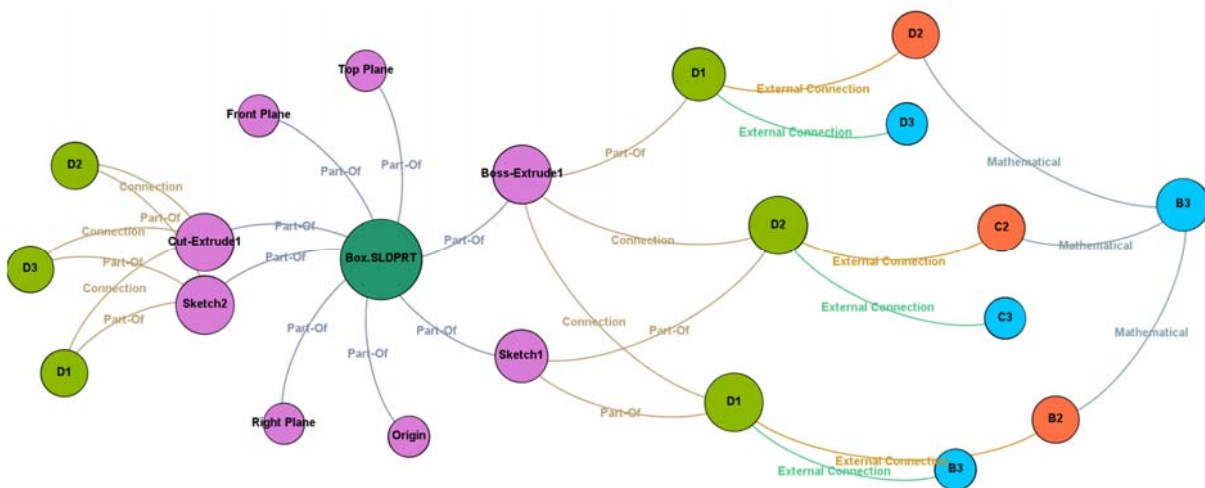 D2
D1
External Connection
Top Plane
Front Plane
D3
External Connection
Part-Of
D2
Part-Of
Mathematical
Part-Of
Boss-Extrude1
Connection
B3
Part-Of
D2
C2
Part-Of
Cut-Extrude1
Part-Of
Connection
Connection
Mathematical
Box.SLDPRT
Part-Of
Part-Of
External Connection
D3
Connection
Sketch2
External Connection
C3
Part-Of
Connection
Part-Of
Part-Of
Part-Of
Mathematical
Sketch1
Part-Of
D1
D1
Part-Of
B2
Right Plane
Origin
External Connection
External Connection
B3